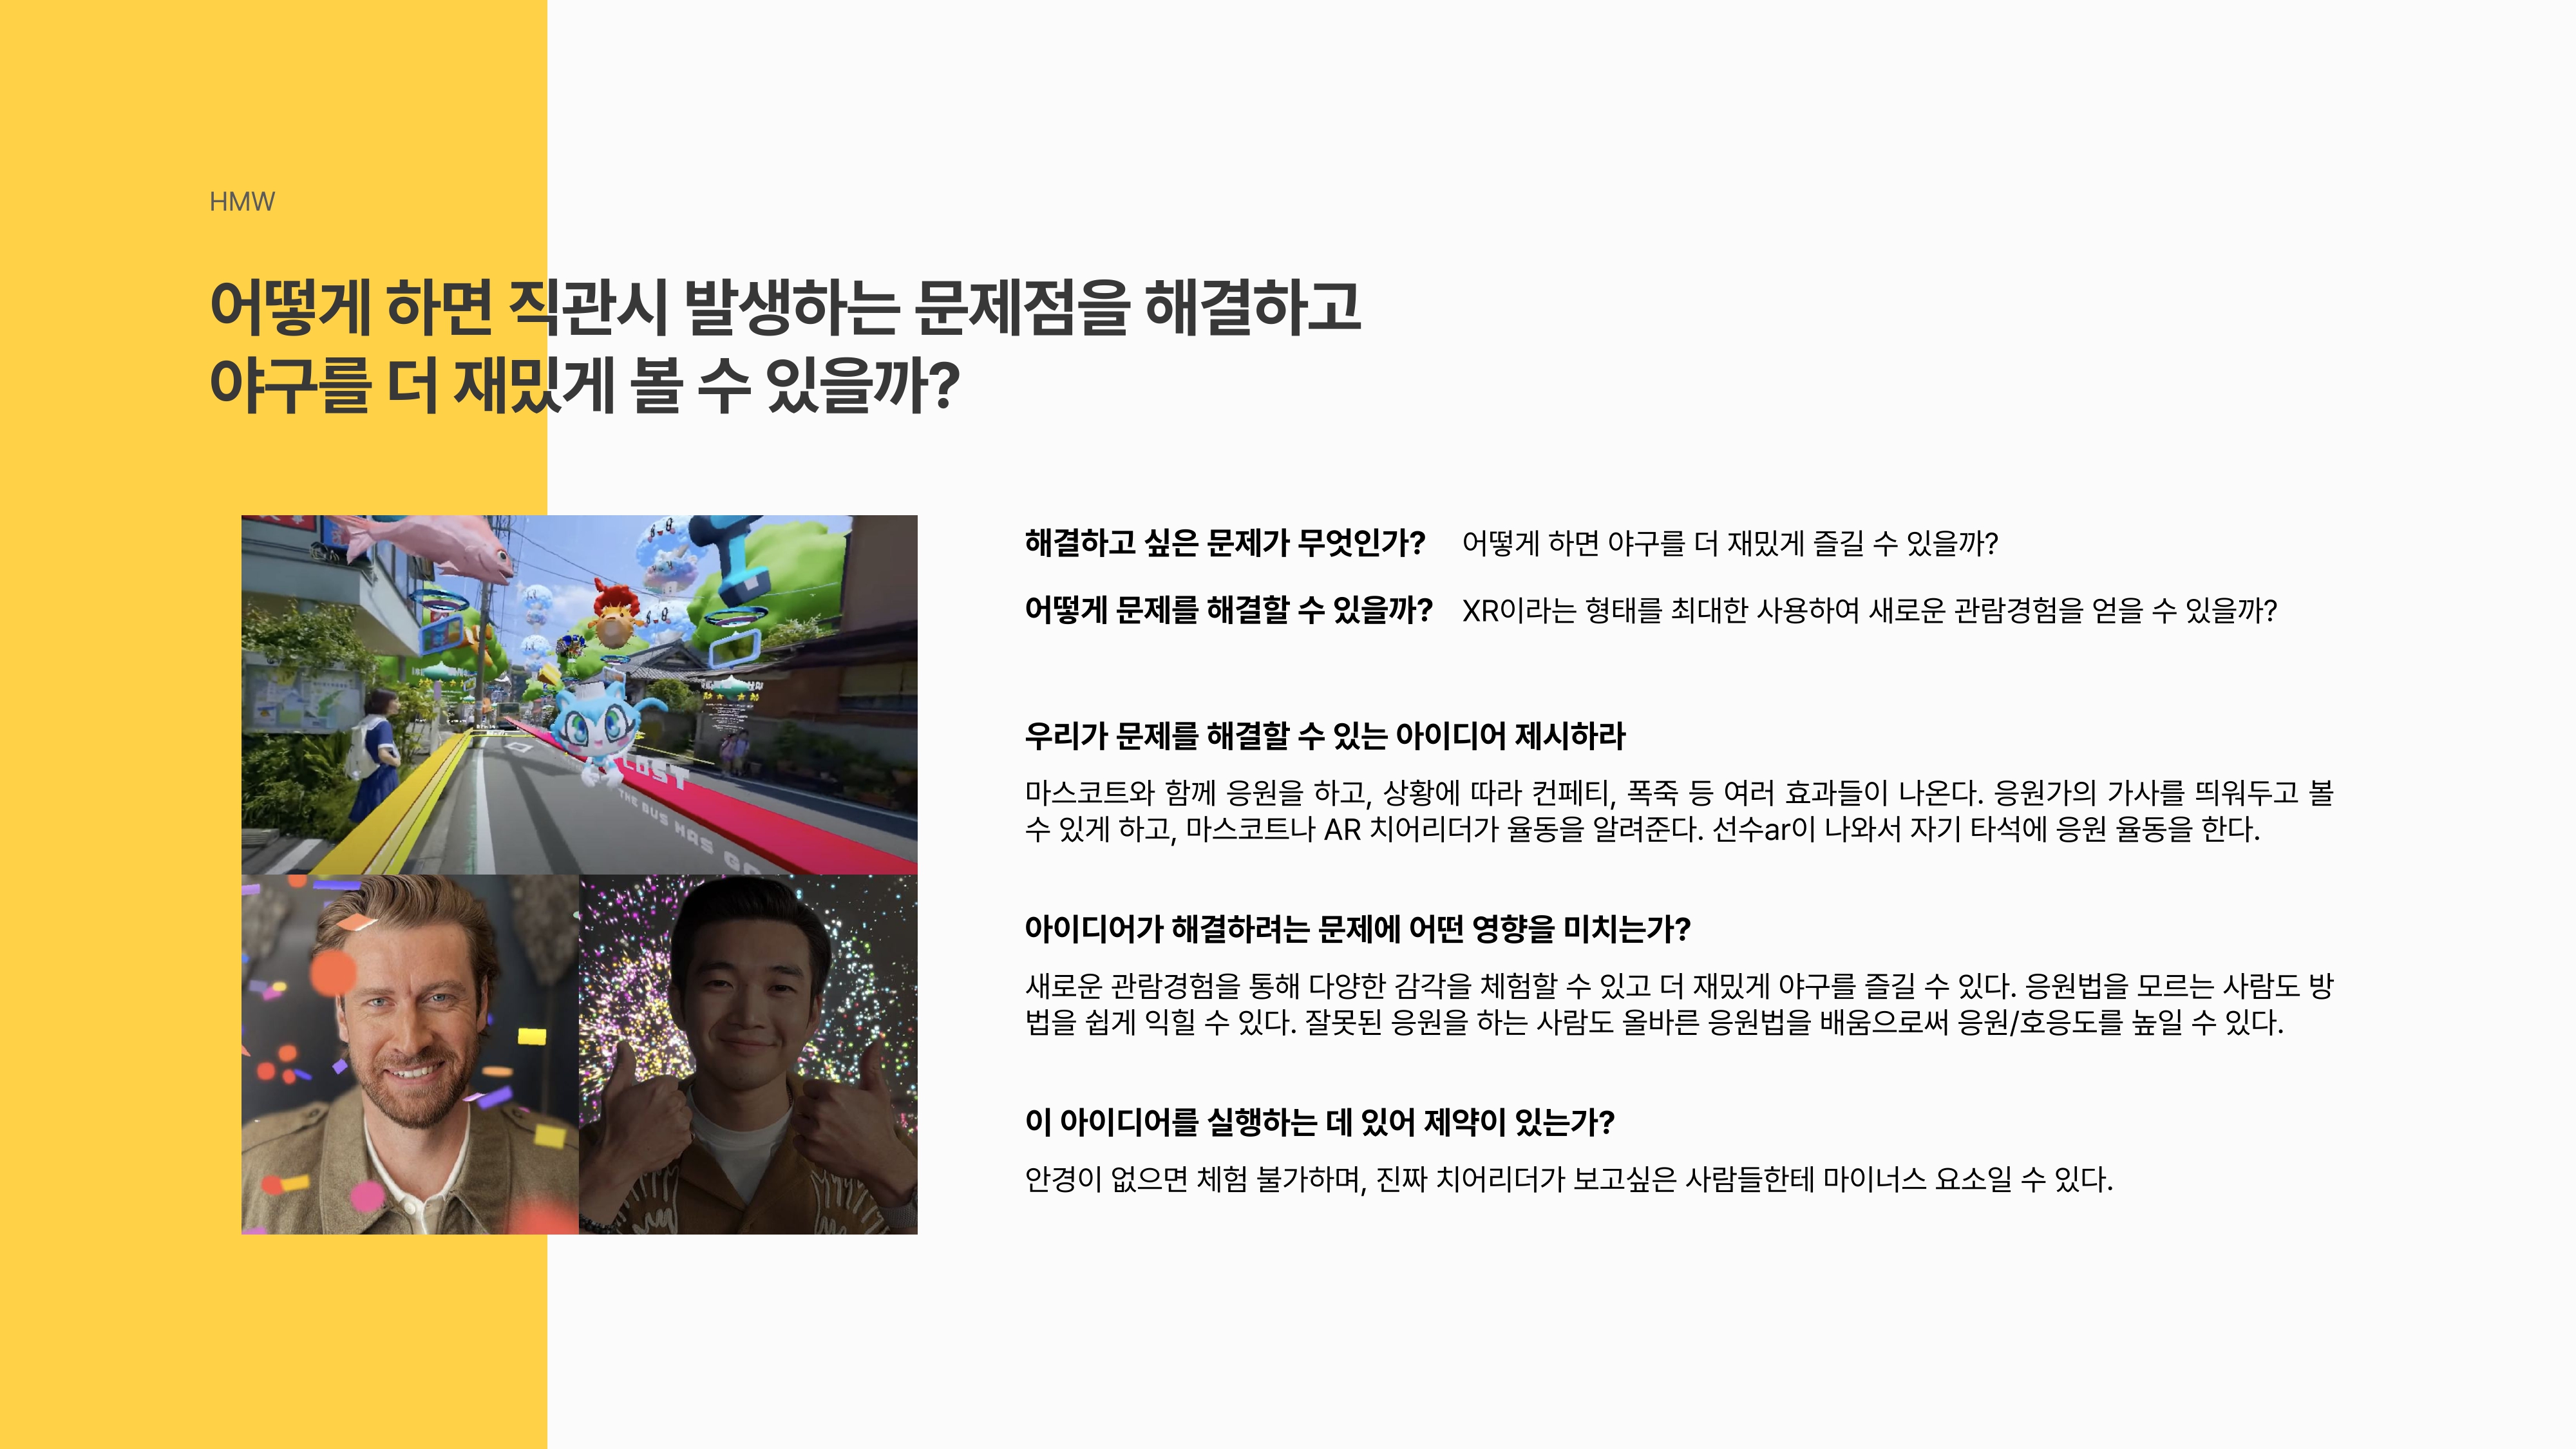 HMW
어떻게 하면 직관시 발생하는 문제점을 해결하고
야구를 더 재밌게 볼 수 있을까?
LOST
THE BUS HAS GO
해결하고 싶은 문제가 무엇인가? 어떻게 하면 야구를 더 재밌게 즐길 수 있을까?
어떻게 문제를 해결할 수 있을까? XR이라는 형태를 최대한 사용하여 새로운 관람경험을 얻을 수 있을까?
우리가 문제를 해결할 수 있는 아이디어 제시하라
마스코트와 함께 응원을 하고, 상황에 따라 컨페티, 폭죽 등 여러 효과들이 나온다. 응원가의 가사를 띄워두고 볼
수 있게 하고, 마스코트나 AR 치어리더가 율동을 알려준다. 선수ar이 나와서 자기 타석에 응원 율동을 한다.
아이디어가 해결하려는 문제에 어떤 영향을 미치는가?
새로운 관람경험을 통해 다양한 감각을 체험할 수 있고 더 재밌게 야구를 즐길 수 있다. 응원법을 모르는 사람도 방
법을 쉽게 익힐 수 있다. 잘못된 응원을 하는 사람도 올바른 응원법을 배움으로써 응원/호응도를 높일 수 있다.
이 아이디어를 실행하는 데 있어 제약이 있는가?
안경이 없으면 체험 불가하며, 진짜 치어리더가 보고싶은 사람들한테 마이너스 요소일 수 있다.